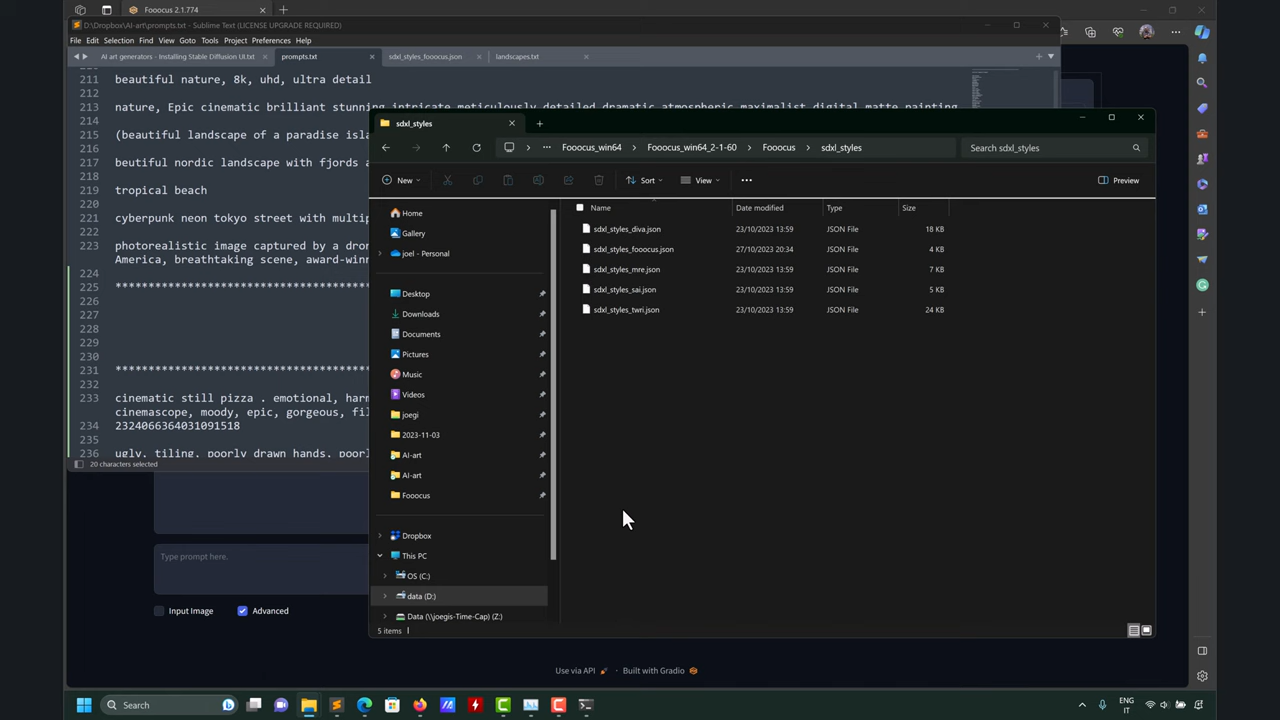 Fooocus 2.1.774
D:\Dropbox\AI-art\prompts.txt - Sublime Text (LICENSE UPGRADE REQUIRED)
File Edit Selection Find View Goto Tools Project Preferences Help
AI art generators - Installing Stable Diffusion UI.txt prompts.txt sdxl_styles_fooocus.json landscapes.txt
211 beautiful nature, 8k, uhd, ultra detail
212
213 nature, Epic cinematic brilliant stunning intricate meticulously detailed dramatic atmospheric maximalist digital matte painting
215 (beautiful landscape of a paradise isla
217 beutiful nordic landscape with fjords a
219 tropical beach
221 cyberpunk neon tokyo street with multip
223 photorealistic image captured by a dron
America, breathtaking scene, award-winn
224
225 **************************************
226
228
229
230
231 **************************************
232
233 cinematic still pizza . emotional, harm
cinemascope, moody, epic, gorgeous, fil
234 2324066364031091518
235
236 ugly, tiling, poorly drawn hands, poorl
20 characters selected
sdxl_styles
Fooocus_win64 Fooocus_win64_2-1-60 Fooocus sdxl_styles
Search sdxl_styles
New Sort View Preview
Name Date modified Type Size
sdxl_styles_diva.json 23/10/2023 13:59 JSON File 18 KB
sdxl_styles_fooocus.json 27/10/2023 20:34 JSON File 4 KB
sdxl_styles_mre.json 23/10/2023 13:59 JSON File 7 KB
sdxl_styles_sai.json 23/10/2023 13:59 JSON File 5 KB
sdxl_styles_twri.json 23/10/2023 13:59 JSON File 24 KB
Home
Gallery
joel - Personal
Desktop
Downloads
Documents
Pictures
Music
Videos
joegi
2023-11-03
AI-art
AI-art
Fooocus
Dropbox
This PC
OS (C:)
data (D:)
Data (\\joegis-Time-Cap) (Z:)
5 items
Type prompt here.
Input Image Advanced
Use via API · Built with Gradio
Search
ENG
IT